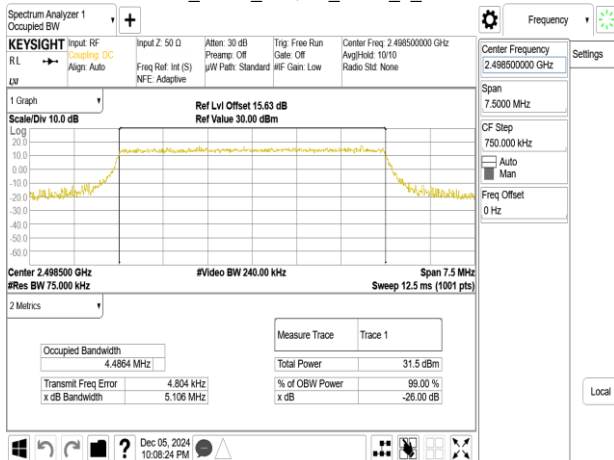 Spectrum Analyzer 1
Occupied BW
Frequency
KEYSIGHT
RL
Input: RF
Coupling: DC
Align: Auto
Input Z: 50 Ω
Freq Ref: Int (S)
NFE: Adaptive
Atten: 30 dB
Preamp: Off
µW Path: Standard
Trig: Free Run
Gate: Off
#IF Gain: Low
Center Freq: 2.498500000 GHz
Avg|Hold: 10/10
Radio Std: None
Center Frequency
2.498500000 GHz
Settings
Span
7.5000 MHz
CF Step
750.000 kHz
Auto
Man
Freq Offset
0 Hz
Local
1 Graph
Scale/Div 10.0 dB
Ref Lvl Offset 15.63 dB
Ref Value 30.00 dBm
Log
20.0
10.0
0.00
-10.0
-20.0
-30.0
-40.0
-50.0
-60.0
Center 2.498500 GHz
#Video BW 240.00 kHz
Span 7.5 MHz
#Res BW 75.000 kHz
Sweep 12.5 ms (1001 pts)
2 Metrics
Measure Trace Trace 1
Occupied Bandwidth
4.4864 MHz
Total Power 31.5 dBm
Transmit Freq Error 4.804 kHz
% of OBW Power 99.00 %
x dB Bandwidth 5.106 MHz
x dB -26.00 dB
?
Dec 05, 2024
10:08:24 PM